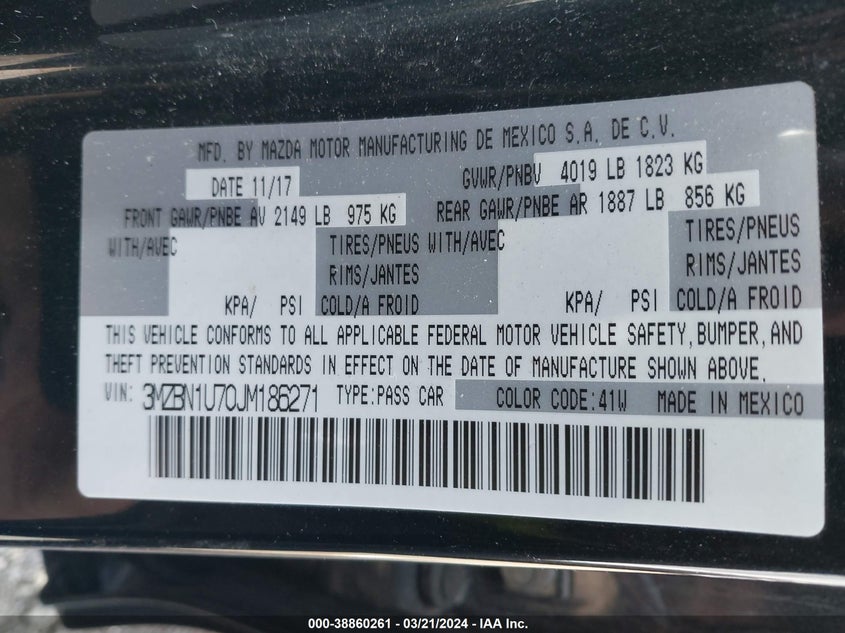 MFD. BY MAZDA MOTOR MANUFACTURING DE MEXICO S.A. DE C.V.
DATE 11/17 GVWR/PNBV 4019 LB 1823 KG
FRONT GAWR/PNBE AV 2149 LB 975 KG REAR GAWR/PNBE AR 1887 LB 856 KG
WITH/AVEC TIRES/PNEUS WITH/AVEC TIRES/PNEUS
RIMS/JANTES RIMS/JANTES
KPA/ PSI COLD/A FROID KPA/ PSI COLD/A FROID
THIS VEHICLE CONFORMS TO ALL APPLICABLE FEDERAL MOTOR VEHICLE SAFETY, BUMPER, AND
THEFT PREVENTION STANDARDS IN EFFECT ON THE DATE OF MANUFACTURE SHOWN ABOVE.
VIN: 3MZBN1U70JM186271 TYPE:PASS CAR COLOR CODE:41W MADE IN MEXICO
000-38860261 - 03/21/2024 - IAA Inc.